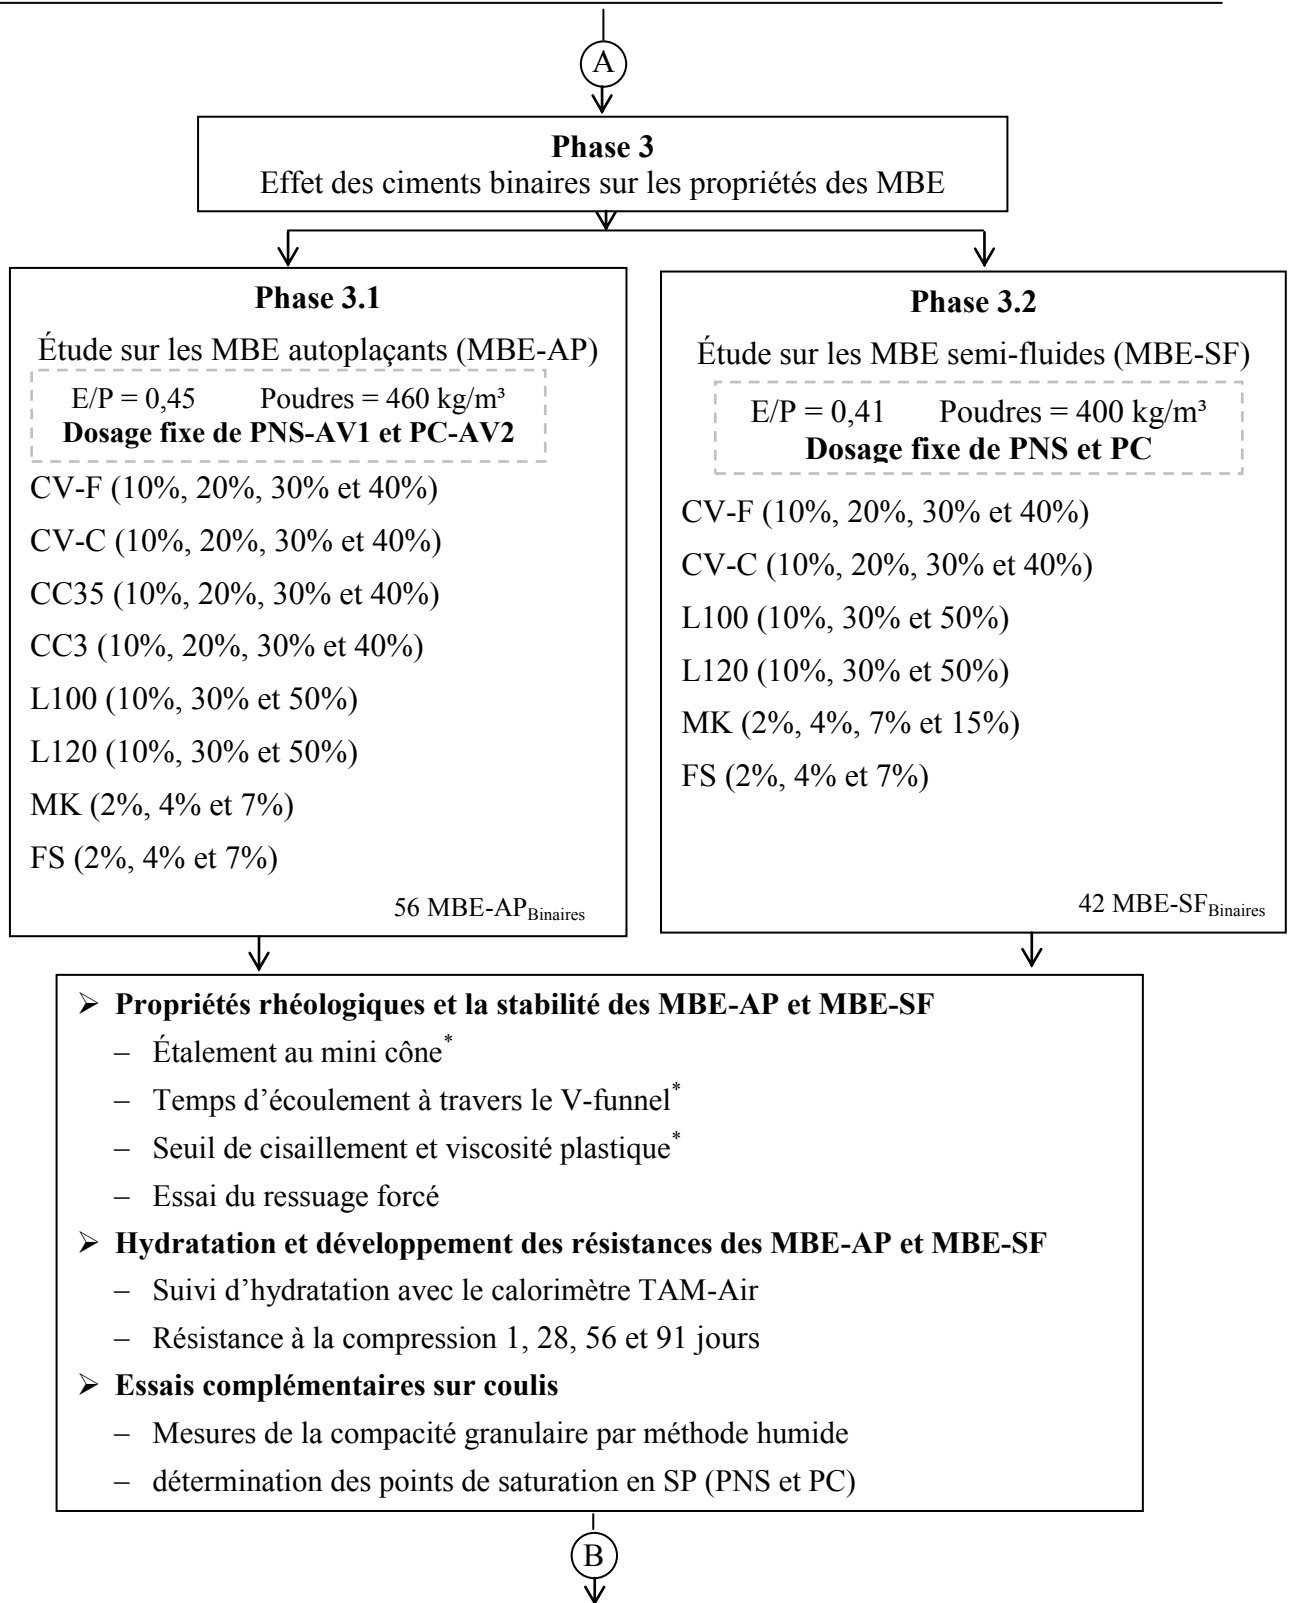 A
Phase 3
Effet des ciments binaires sur les propriétés des MBE
Phase 3.1
Étude sur les MBE autoplaçants (MBE-AP)
E/P = 0,45 Poudres = 460 kg/m³
Dosage fixe de PNS-AV1 et PC-AV2
CV-F (10%, 20%, 30% et 40%)
CV-C (10%, 20%, 30% et 40%)
CC35 (10%, 20%, 30% et 40%)
CC3 (10%, 20%, 30% et 40%)
L100 (10%, 30% et 50%)
L120 (10%, 30% et 50%)
MK (2%, 4% et 7%)
FS (2%, 4% et 7%)
56 MBE-APBinaires
Phase 3.2
Étude sur les MBE semi-fluides (MBE-SF)
E/P = 0,41 Poudres = 400 kg/m³
Dosage fixe de PNS et PC
CV-F (10%, 20%, 30% et 40%)
CV-C (10%, 20%, 30% et 40%)
L100 (10%, 30% et 50%)
L120 (10%, 30% et 50%)
MK (2%, 4%, 7% et 15%)
FS (2%, 4% et 7%)
42 MBE-SFBinaires
➢ Propriétés rhéologiques et la stabilité des MBE-AP et MBE-SF
– Étalement au mini cône*
– Temps d'écoulement à travers le V-funnel*
– Seuil de cisaillement et viscosité plastique*
– Essai du ressuage forcé
➢ Hydratation et développement des résistances des MBE-AP et MBE-SF
– Suivi d'hydratation avec le calorimètre TAM-Air
– Résistance à la compression 1, 28, 56 et 91 jours
➢ Essais complémentaires sur coulis
– Mesures de la compacité granulaire par méthode humide
– détermination des points de saturation en SP (PNS et PC)
B